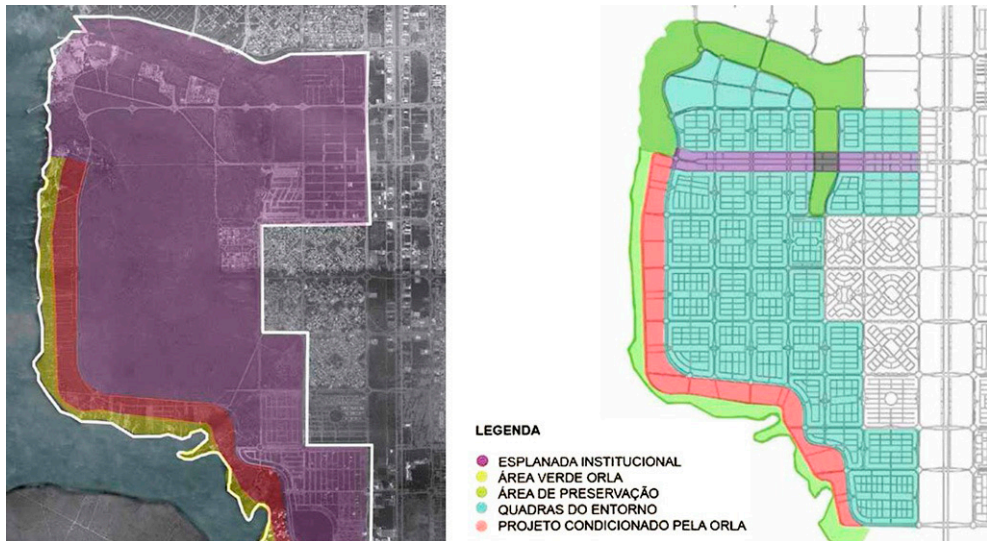 LEGENDA
ESPLANADA INSTITUCIONAL
ÁREA VERDE ORLA
ÁREA DE PRESERVAÇÃO
QUADRAS DO ENTORNO
PROJETO CONDICIONADO PELA ORLA